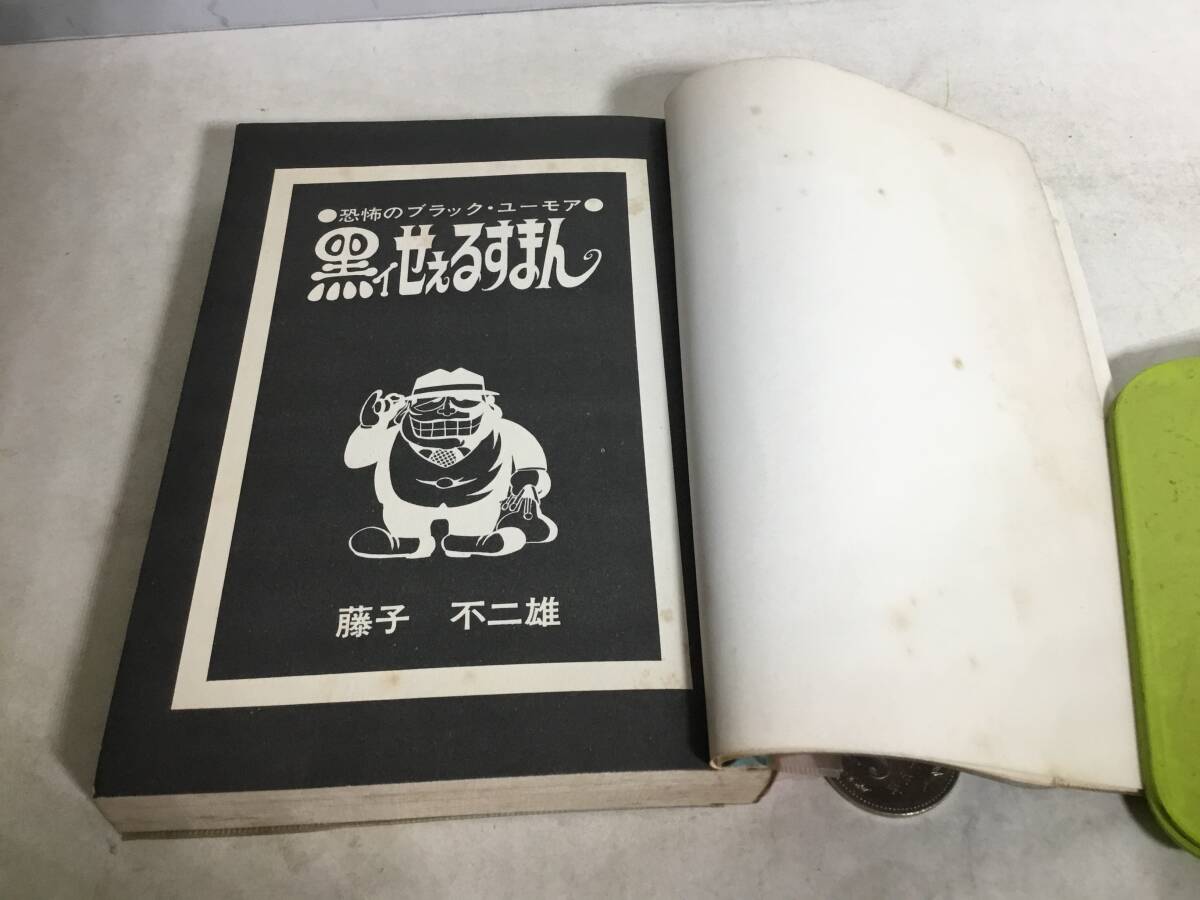 ●恐怖のブラック・ユーモア●
黒ィせぇるすまん
藤子 不二雄